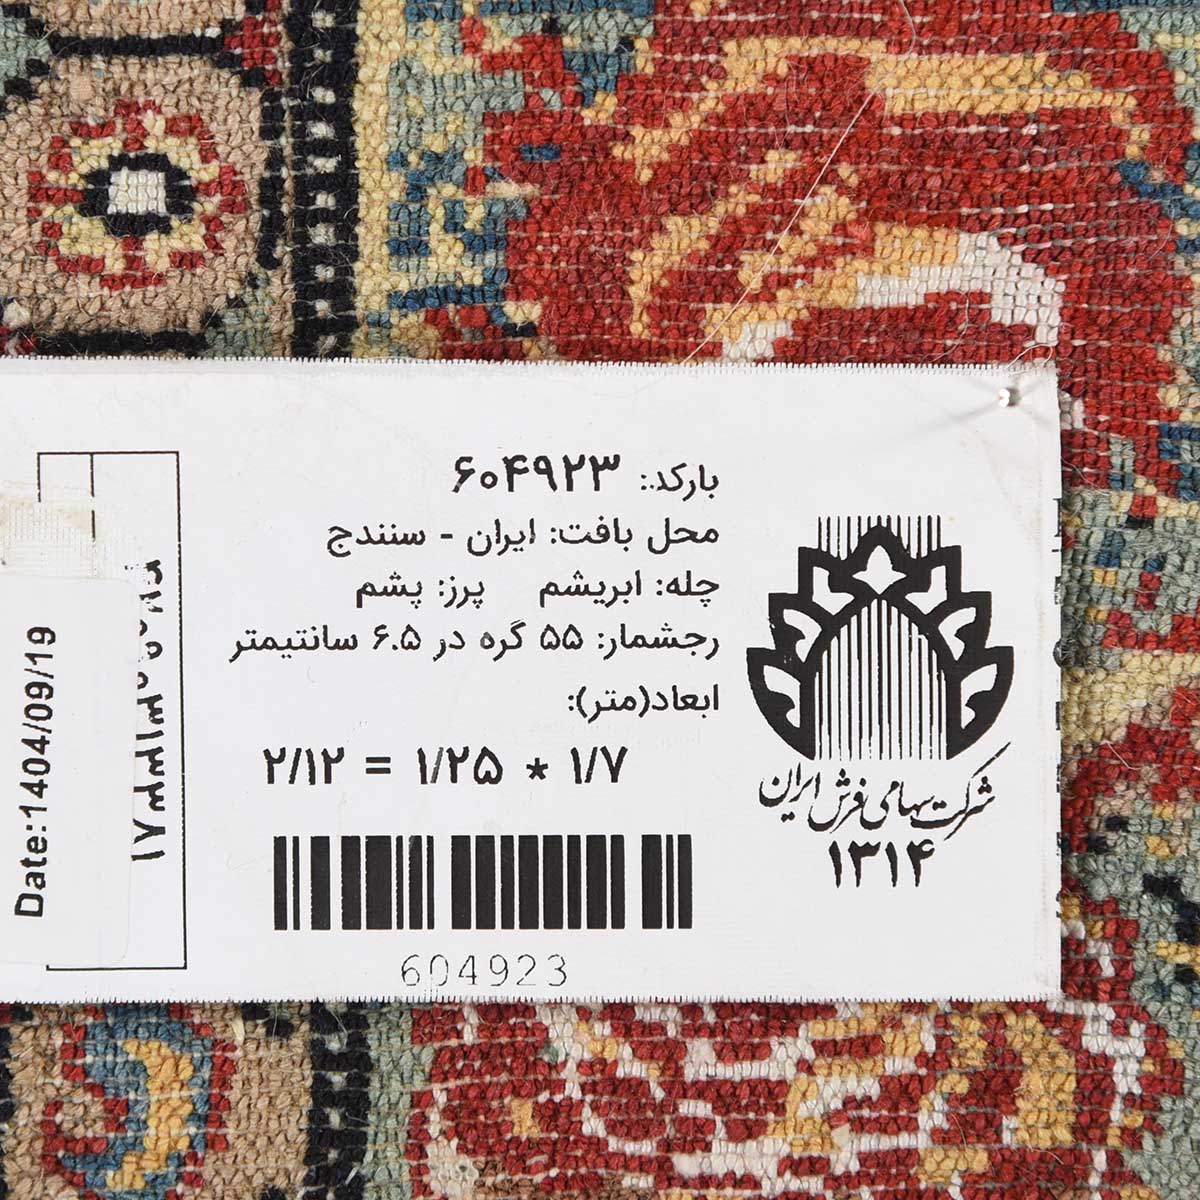 بارکد: ۶۰۴۹۲۳
محل بافت: ایران - سنندج
چله: ابریشم پرز: پشم
رجشمار: ۵۵ گره در ۶.۵ سانتیمتر
ابعاد(متر):
۱/۷ * ۱/۲۵ = ۲/۱۲
604923
شرکت سهامی فرش ایران
۱۳۱۴
Date:1404/09/19